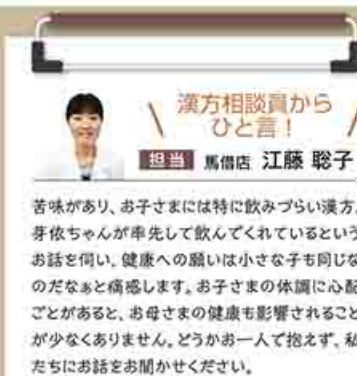 漢方相談員から
ひと言！
担当 馬借店 江藤 聡子
苦味があり、お子さまには特に飲みづらい漢方。
芽依ちゃんが率先して飲んでくれているという
お話を伺い、健康への願いは小さな子も同じな
のだなぁと痛感します。お子さまの体調に心配
ごとがあると、お母さまの健康も影響されること
が少なくありません。どうかお一人で抱えず、私
たちにお話をお聞かせください。